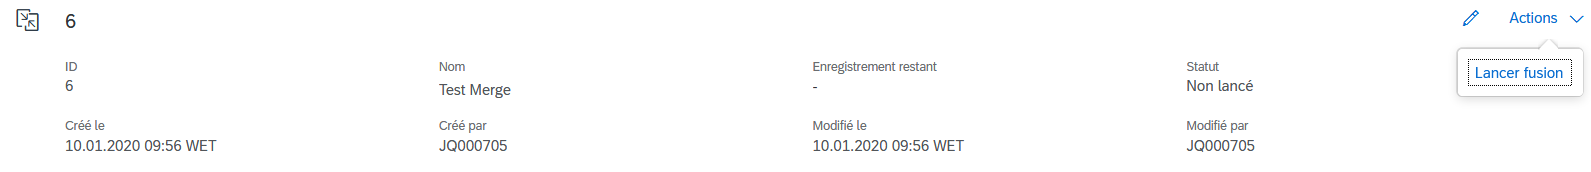 6
Actions
Lancer fusion
ID
6
Nom
Test Merge
Enregistrement restant
-
Statut
Non lancé
Créé le
10.01.2020 09:56 WET
Créé par
JQ000705
Modifié le
10.01.2020 09:56 WET
Modifié par
JQ000705